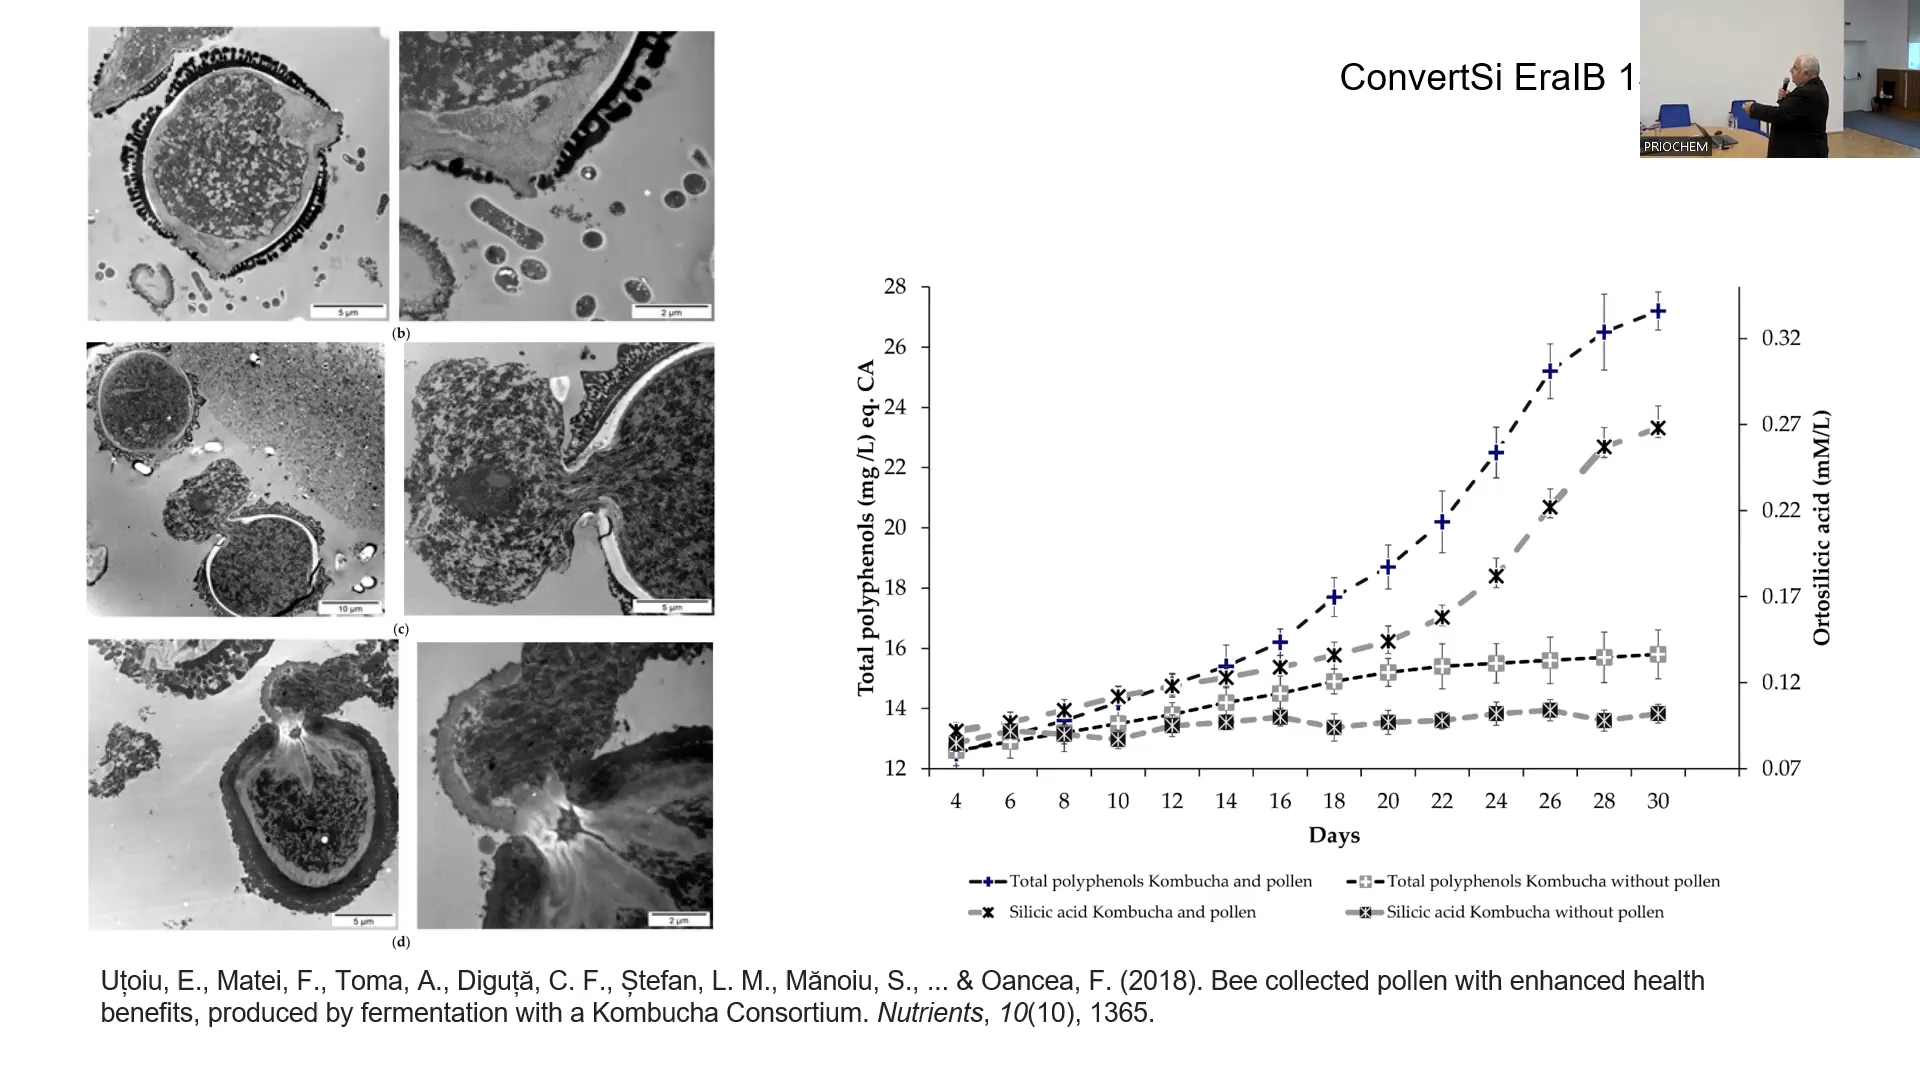 ConvertSi EraIB
PRIOCHEM
5 µm
2 µm
(b)
10 µm
5 µm
(c)
5 µm
2 µm
(d)
Total polyphenols (mg /L) eq. CA
28
26
24
22
20
18
16
14
12
0.32
0.27
0.22
0.17
0.12
0.07
Ortosilicic acid (mM/L)
4 6 8 10 12 14 16 18 20 22 24 26 28 30
Days
Total polyphenols Kombucha and pollen
Total polyphenols Kombucha without pollen
Silicic acid Kombucha and pollen
Silicic acid Kombucha without pollen
Uțoiu, E., Matei, F., Toma, A., Diguță, C. F., Ștefan, L. M., Mănoiu, S., ... & Oancea, F. (2018). Bee collected pollen with enhanced health
benefits, produced by fermentation with a Kombucha Consortium. Nutrients, 10(10), 1365.